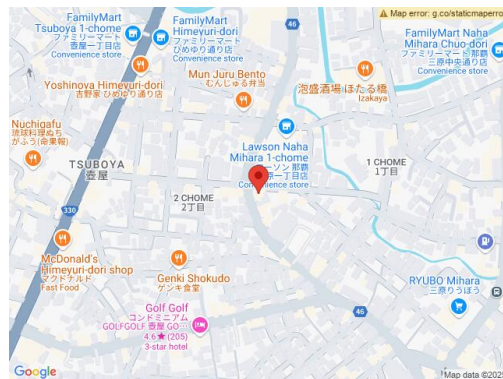 FamilyMart
Tsuboya 1-chome
ファミリーマート
壺屋一丁目店
Convenience store
FamilyMart
Himeyuri-dori
ファミリーマート
ひめゆり通り店
Convenience store
46
Map error: g.co/staticmaperro
FamilyMart Naha
Mihara Chuo-dori
ファミリーマート 那覇
三原中央通り店
Convenience store
Yoshinoya Himeyuri-dori
吉野家 ひめゆり通り店
Mun Juru Bento
むんじゅる弁当
泡盛酒場 ほたる橋
Izakaya
Nuchigafu
琉球料理ぬち
がふう(命果報)
Lawson Naha
Mihara 1-chome
ーソン 那覇
原一丁目店
Convenience store
TSUBOYA
壺屋
1 CHOME
1丁目
2 CHOME
2丁目
330
McDonald's
Himeyuri-dori shop
マクドナルド
Fast Food
Genki Shokudo
ゲンキ食堂
RYUBO Mihara
三原りうぼう
Golf Golf
コンドミニアム
GOLFGOLF 壺屋 GO...
4.6★(205)
3-star hotel
46
Google
Map data ©202